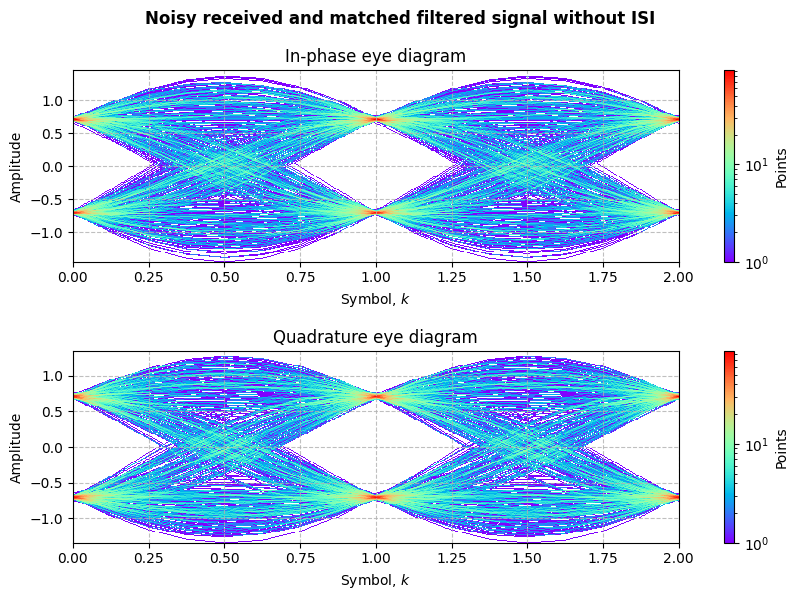 Noisy received and matched filtered signal without ISI
In-phase eye diagram
1.0
0.5
0.0
−0.5
−1.0
Amplitude
0.00 0.25 0.50 0.75 1.00 1.25 1.50 1.75 2.00
Symbol, k
10¹
10⁰
Points
Quadrature eye diagram
1.0
0.5
0.0
−0.5
−1.0
Amplitude
0.00 0.25 0.50 0.75 1.00 1.25 1.50 1.75 2.00
Symbol, k
10¹
10⁰
Points